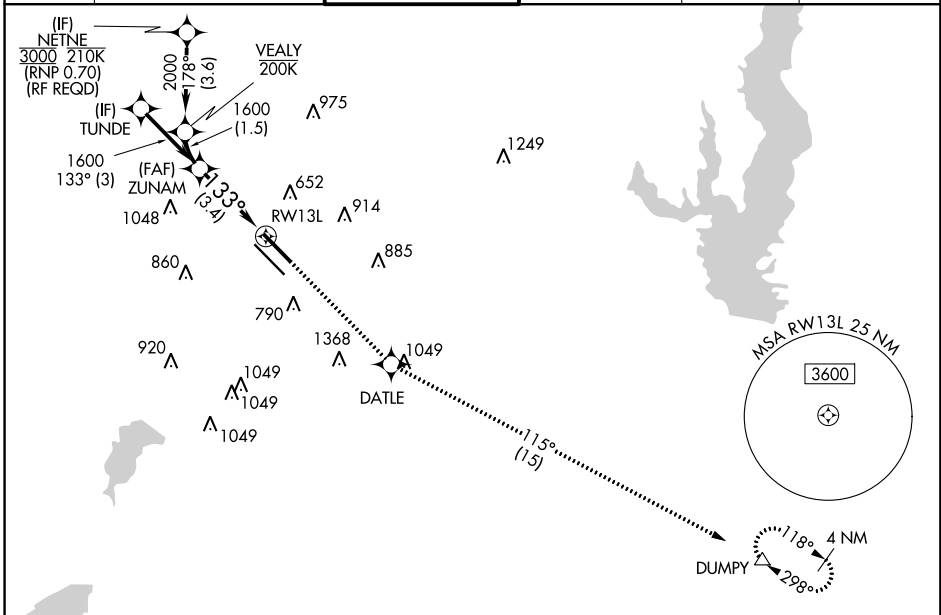 (IF)
NETNE
3000 210K
(RNP 0.70)
(RF REQD)
2000
178°
(3.6)
VEALY
200K
(IF)
TUNDE
1600
(1.5)
975
1249
1600
133° (3)
(FAF)
ZUNAM
133°
(3.4)
652
1048
914
RW13L
885
860
790
1368
1049
920
DATLE
1049
1049
1049
MSA RW13L 25 NM
3600
115°
(15)
118°
4 NM
DUMPY
298°